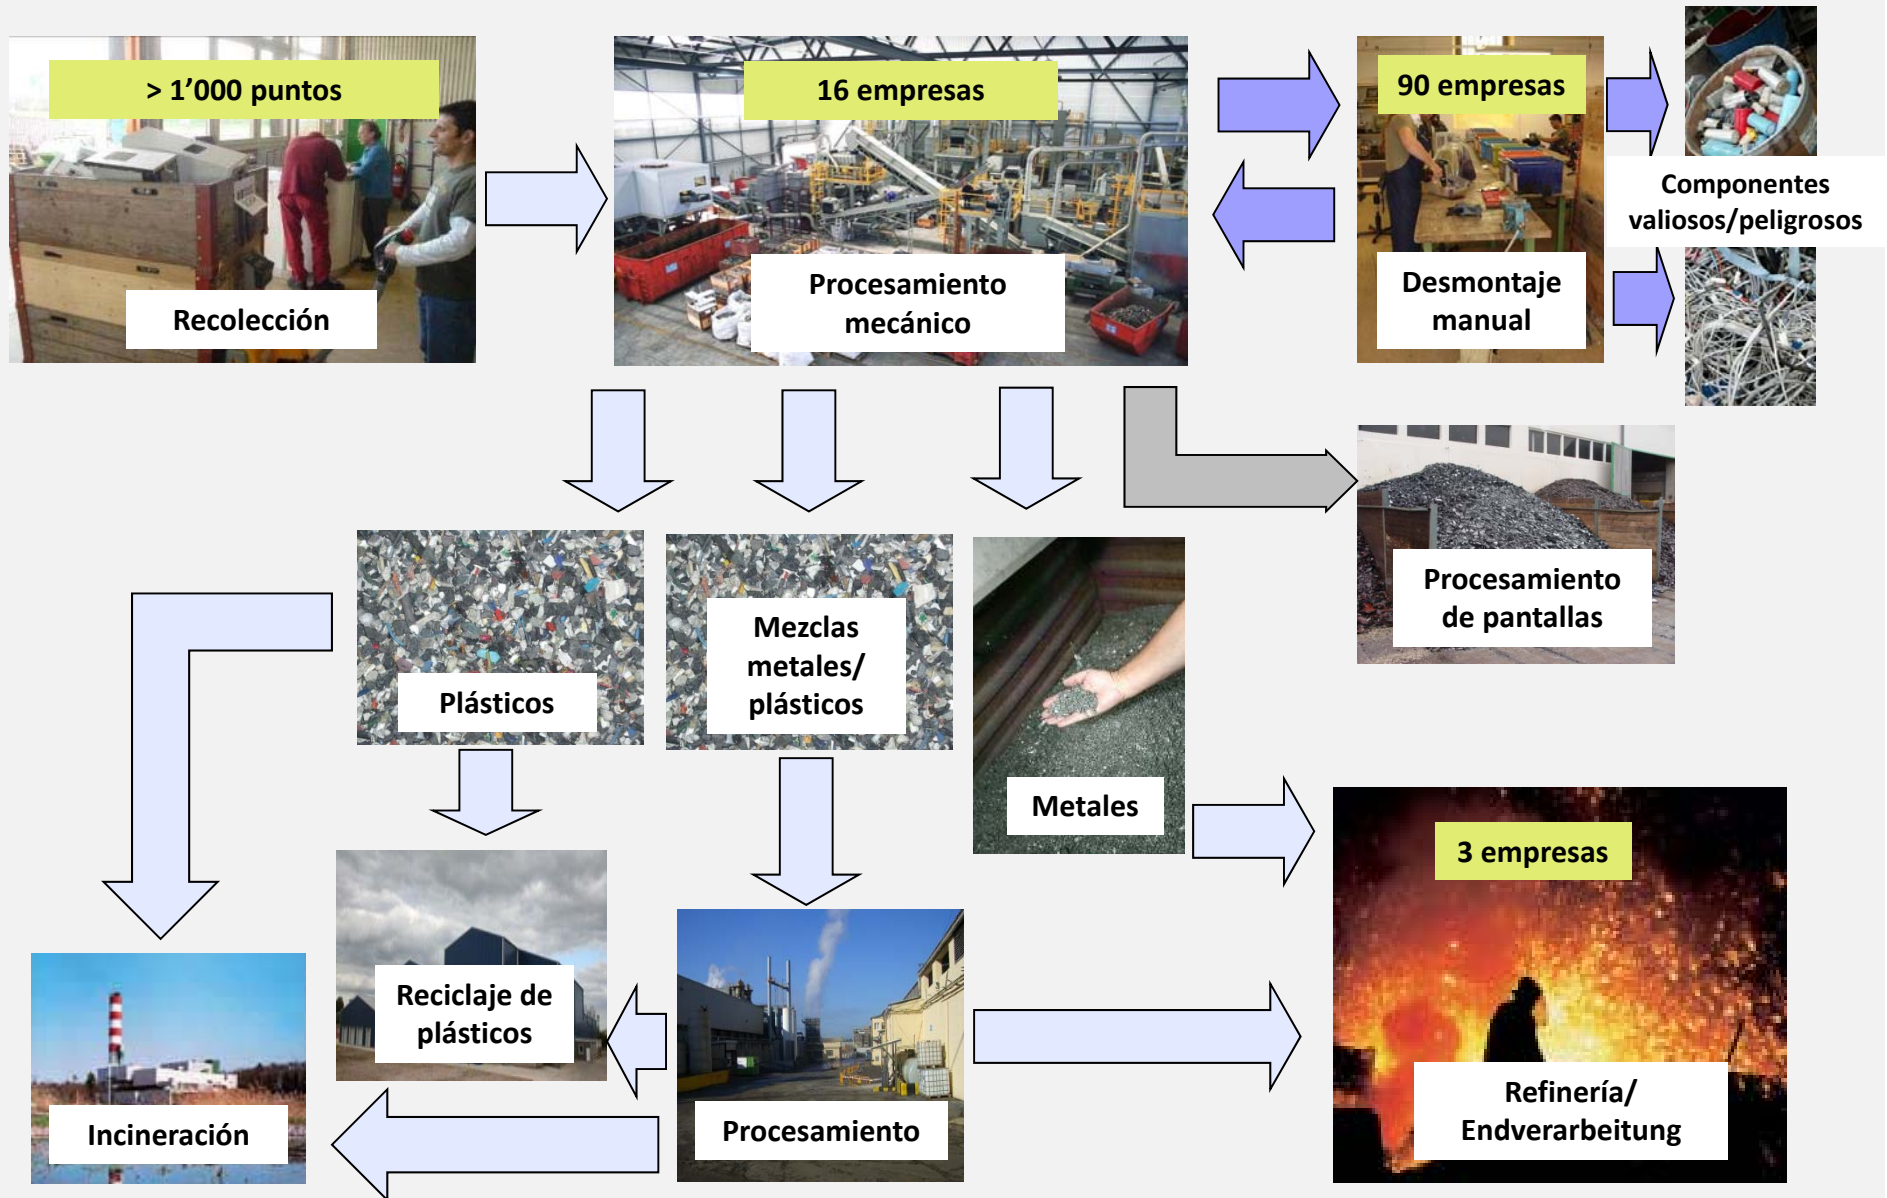 > 1’000 puntos
Recolección
16 empresas
Procesamiento
mecánico
90 empresas
Desmontaje
manual
Componentes
valiosos/peligrosos
Procesamiento
de pantallas
Plásticos
Mezclas
metales/
plásticos
Metales
3 empresas
Refinería/
Endverarbeitung
Reciclaje de
plásticos
Procesamiento
Incineración